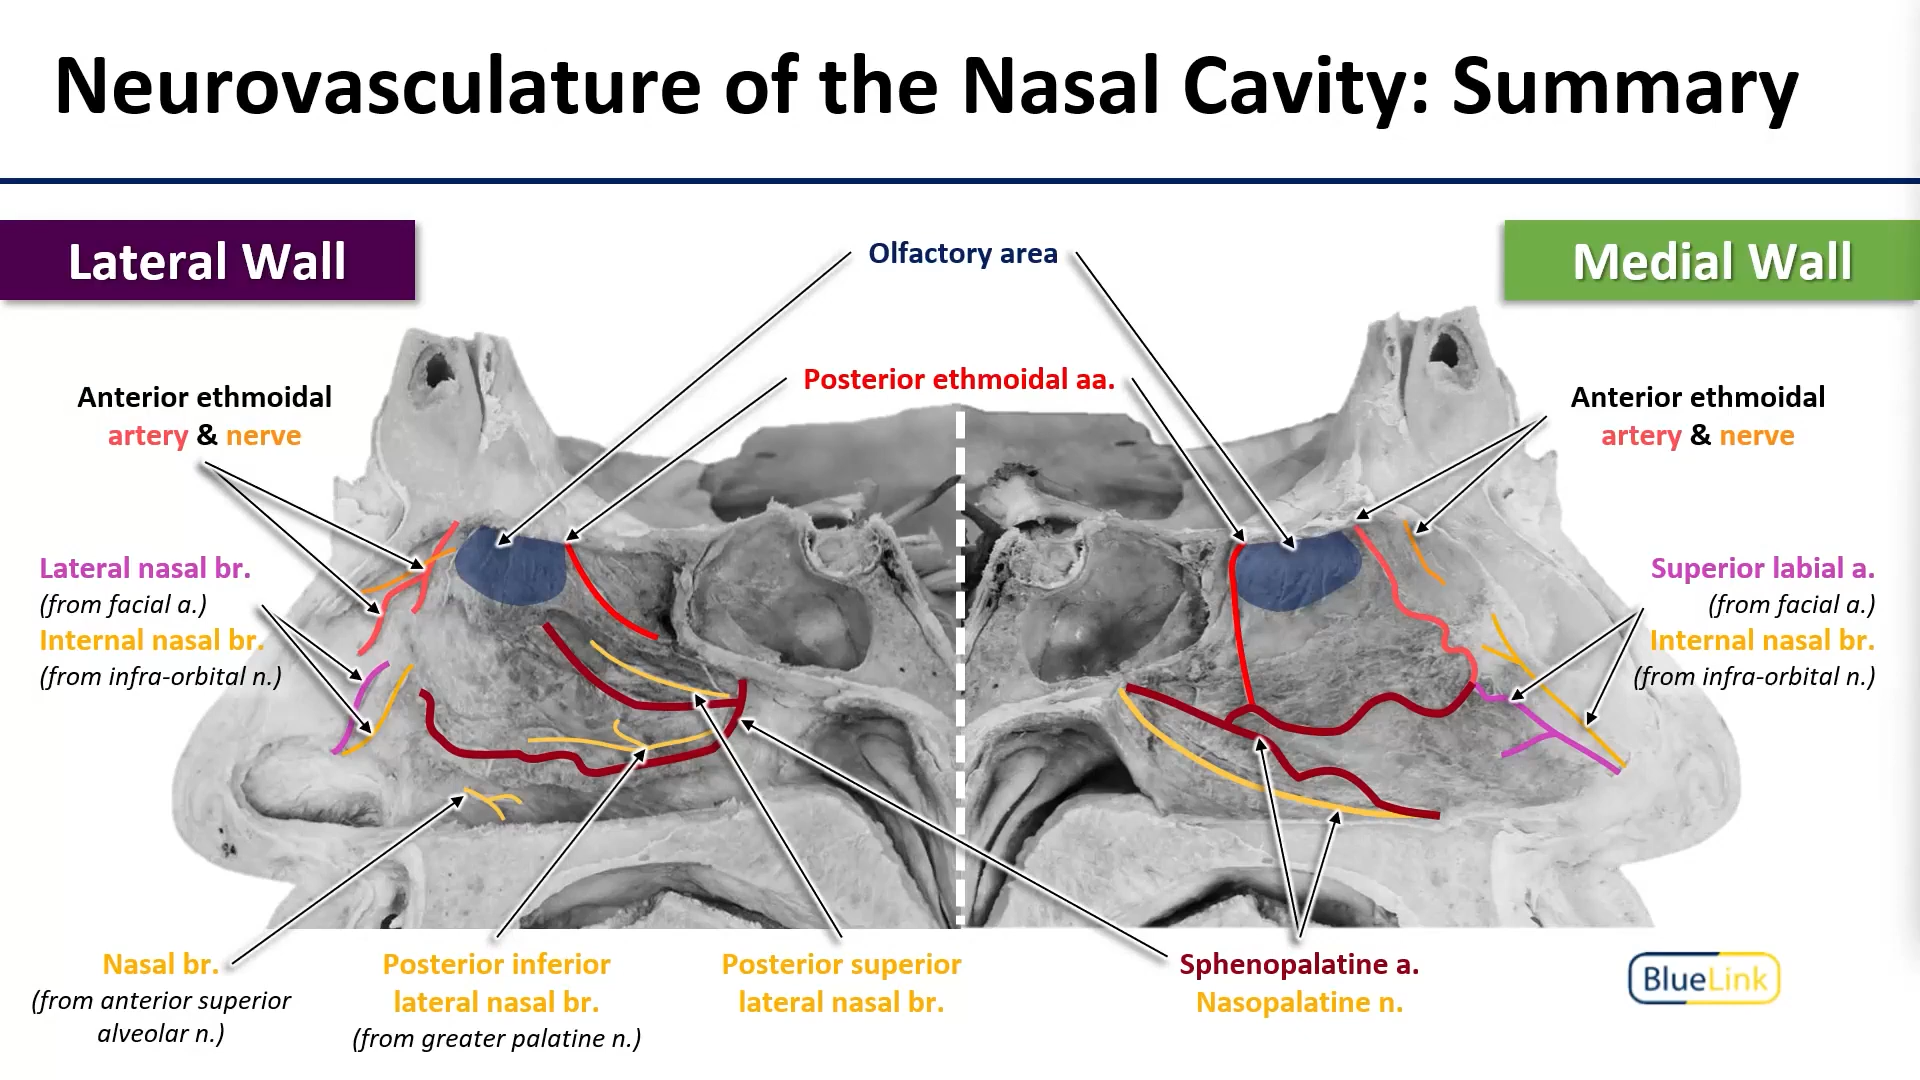 Neurovasculature of the Nasal Cavity: Summary
Lateral Wall
Medial Wall
Olfactory area
Posterior ethmoidal aa.
Anterior ethmoidal
artery & nerve
Lateral nasal br.
(from facial a.)
Internal nasal br.
(from infra-orbital n.)
Anterior ethmoidal
artery & nerve
Superior labial a.
(from facial a.)
Internal nasal br.
(from infra-orbital n.)
Nasal br.
(from anterior superior
alveolar n.)
Posterior inferior
lateral nasal br.
(from greater palatine n.)
Posterior superior
lateral nasal br.
Sphenopalatine a.
Nasopalatine n.
BlueLink